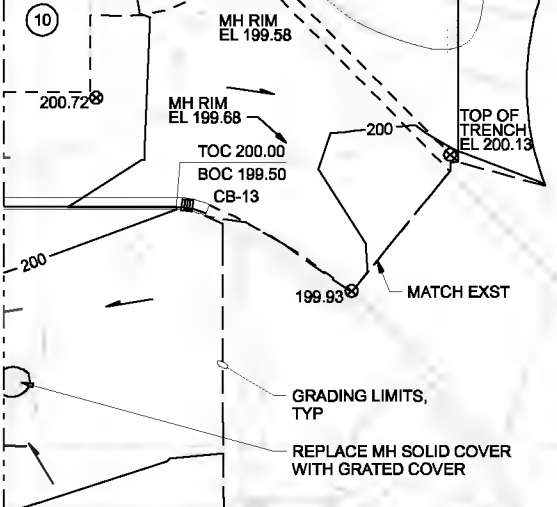 10
MH RIM
EL 199.58
200.72
MH RIM
EL 199.68
TOP OF
TRENCH
EL 200.13
200
TOC 200.00
BOC 199.50
CB-13
200
199.93
MATCH EXST
GRADING LIMITS,
TYP
REPLACE MH SOLID COVER
WITH GRATED COVER